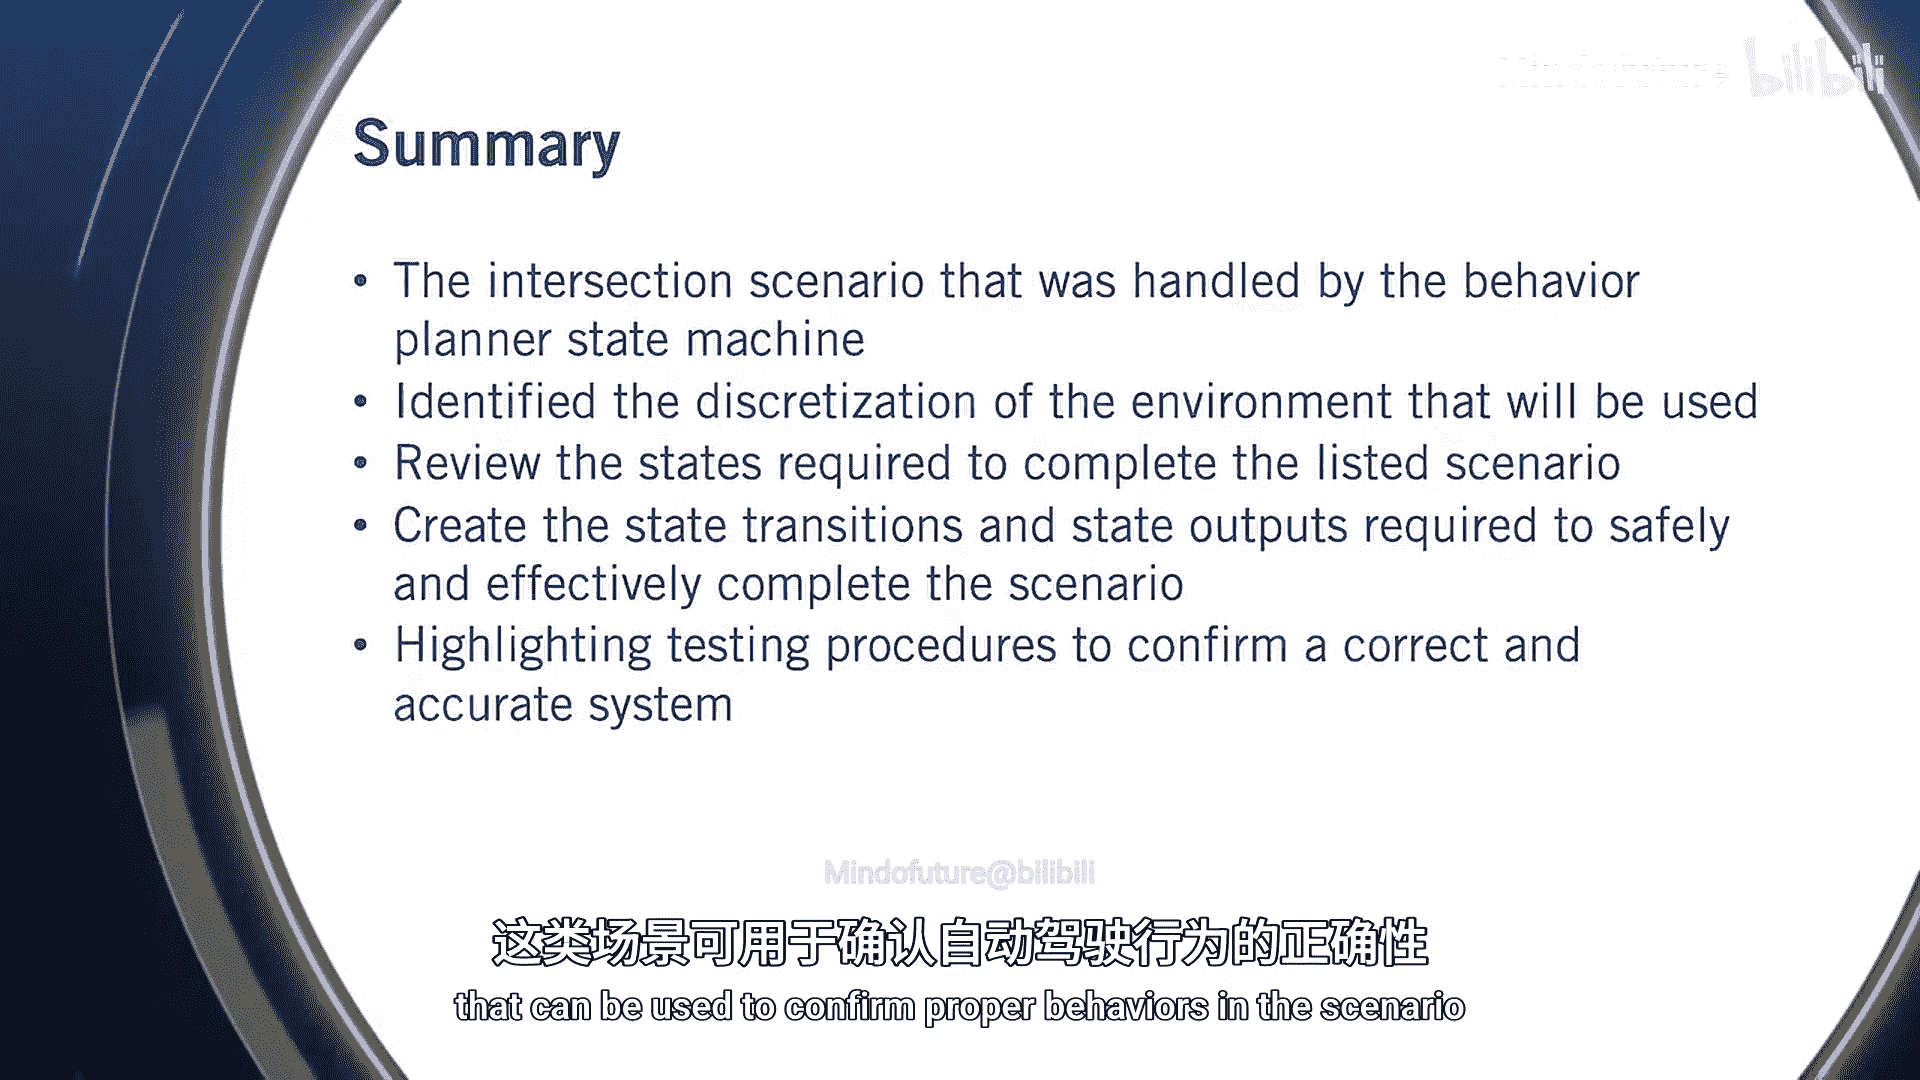 bilibili
Summary
• The intersection scenario that was handled by the behavior
planner state machine
• Identified the discretization of the environment that will be used
• Review the states required to complete the listed scenario
• Create the state transitions and state outputs required to safely
and effectively complete the scenario
• Highlighting testing procedures to confirm a correct and
accurate system
Mindofuture@bilibili
这类场景可用于确认自动驾驶行为的正确性
that can be used to confirm proper behaviors in the scenario